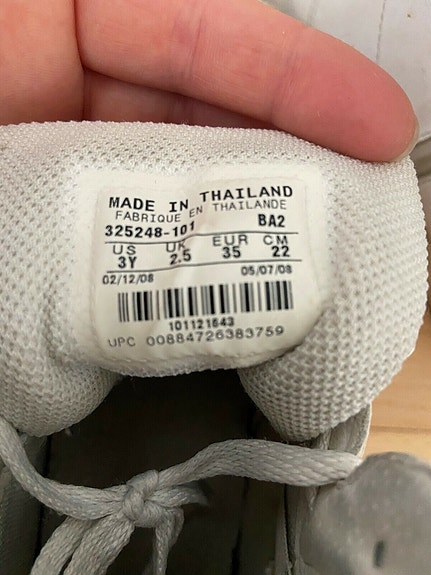 MADE IN THAILAND
FABRIQUE EN THAILANDE
325248-101 BA2
US UK EUR CM
3Y 2.5 35 22
02/12/08 05/07/08
101121643
UPC 00884726383759